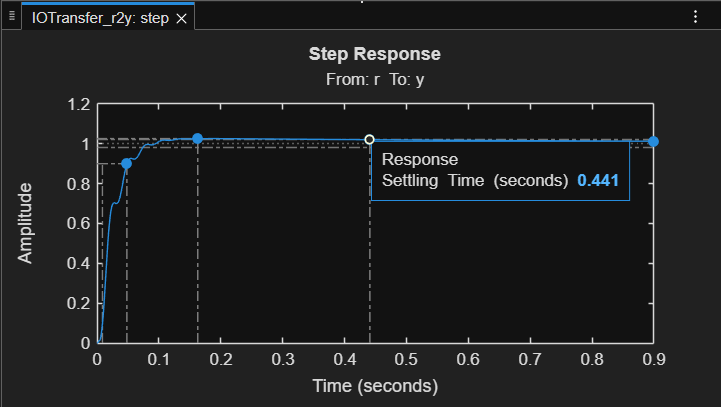 IOTransfer_r2y: step
Step Response
From: r To: y
1.2
1
0.8
0.6
0.4
0.2
0
Amplitude
Response
Settling Time (seconds) 0.441
0 0.1 0.2 0.3 0.4 0.5 0.6 0.7 0.8 0.9
Time (seconds)